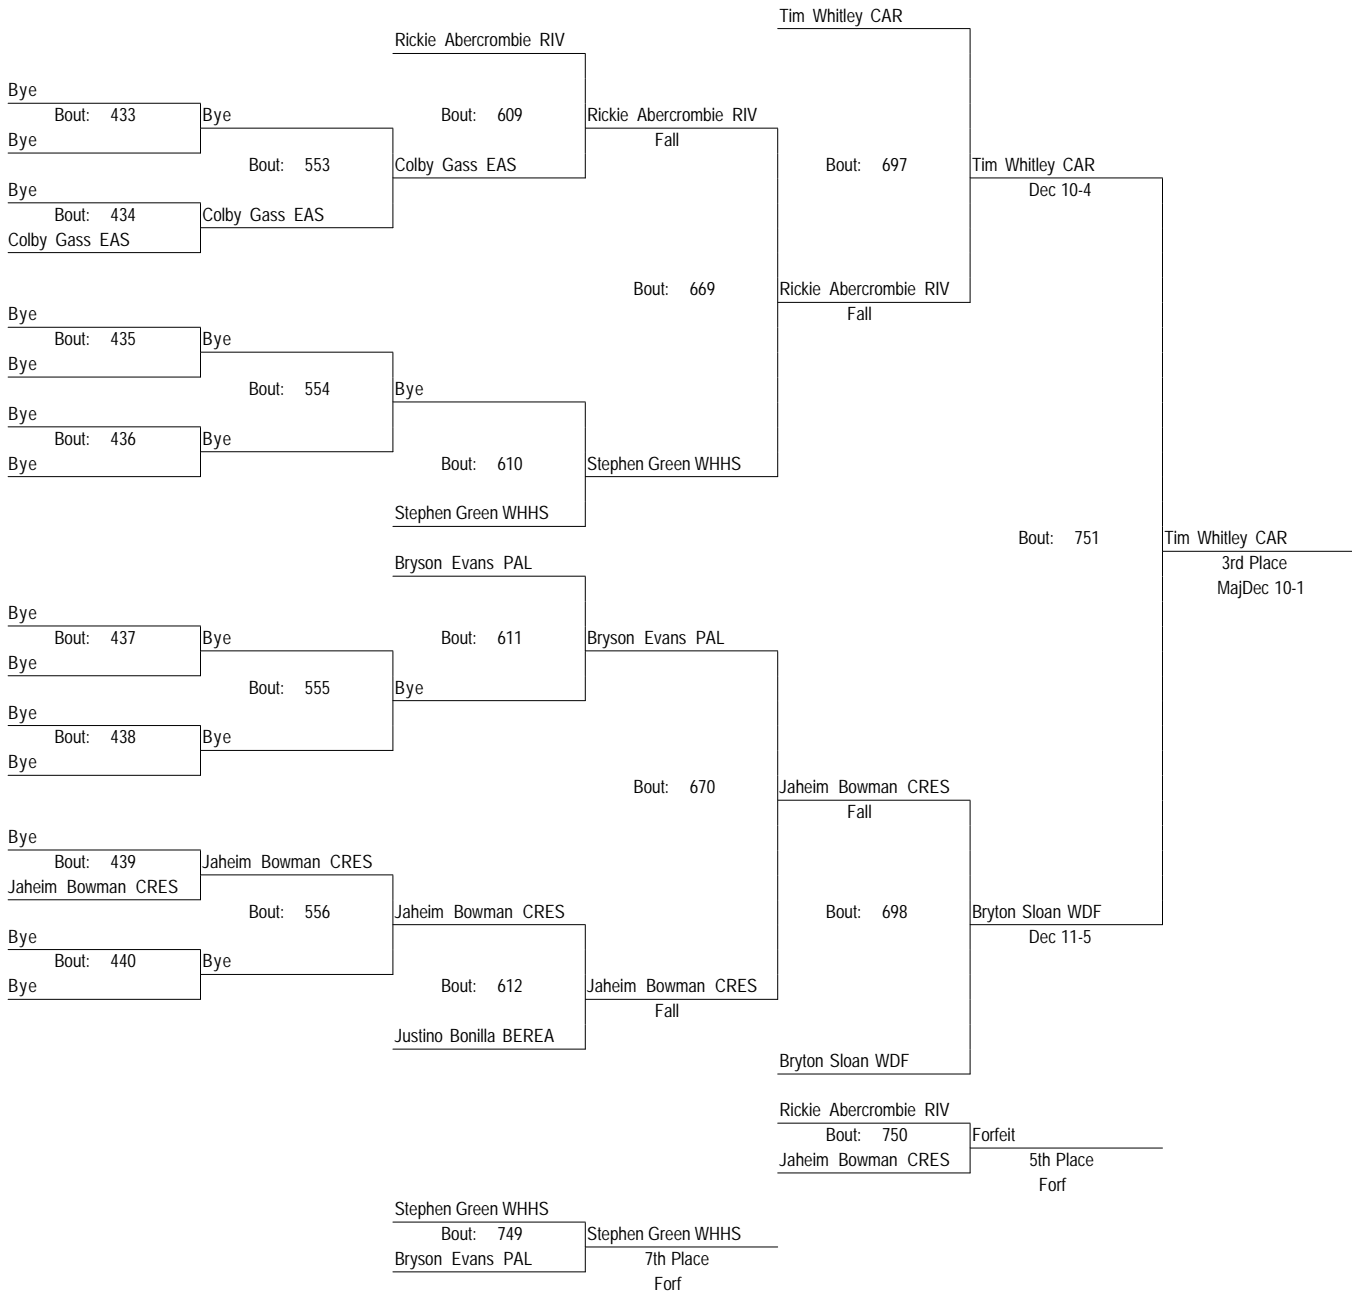 Tim Whitley CAR
Rickie Abercrombie RIV
Bye
Bout: 433
Bye
Bout: 609
Rickie Abercrombie RIV
Bye
Fall
Bout: 553
Colby Gass EAS
Bout: 697
Tim Whitley CAR
Bye
Dec 10-4
Bout: 434
Colby Gass EAS
Colby Gass EAS
Bout: 669
Rickie Abercrombie RIV
Bye
Fall
Bout: 435
Bye
Bye
Bout: 554
Bye
Bye
Bout: 436
Bye
Bye
Bout: 610
Stephen Green WHHS
Stephen Green WHHS
Bout: 751
Tim Whitley CAR
Bryson Evans PAL
3rd Place
MajDec 10-1
Bye
Bout: 437
Bye
Bout: 611
Bryson Evans PAL
Bye
Bout: 555
Bye
Bye
Bout: 438
Bye
Bye
Bout: 670
Jaheim Bowman CRES
Fall
Bye
Bout: 439
Jaheim Bowman CRES
Jaheim Bowman CRES
Bout: 556
Jaheim Bowman CRES
Bout: 698
Bryton Sloan WDF
Bye
Dec 11-5
Bout: 440
Bye
Bye
Bout: 612
Jaheim Bowman CRES
Fall
Justino Bonilla BEREA
Bryton Sloan WDF
Rickie Abercrombie RIV
Bout: 750
Forfeit
Jaheim Bowman CRES
5th Place
Forf
Stephen Green WHHS
Bout: 749
Stephen Green WHHS
Bryson Evans PAL
7th Place
Forf